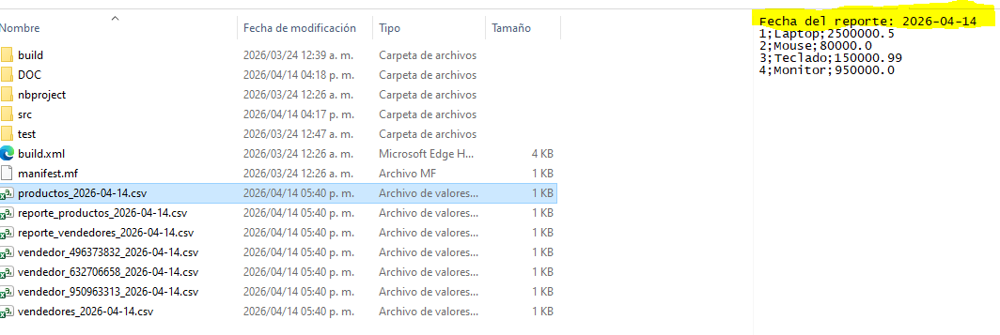 Nombre Fecha de modificación Tipo Tamaño
build 2026/03/24 12:39 a. m. Carpeta de archivos
DOC 2026/04/14 04:18 p. m. Carpeta de archivos
nbproject 2026/03/24 12:26 a. m. Carpeta de archivos
src 2026/04/14 04:17 p. m. Carpeta de archivos
test 2026/03/24 12:47 a. m. Carpeta de archivos
build.xml 2026/03/24 12:26 a. m. Microsoft Edge H... 4 KB
manifest.mf 2026/03/24 12:26 a. m. Archivo MF 1 KB
productos_2026-04-14.csv 2026/04/14 05:40 p. m. Archivo de valores... 1 KB
reporte_productos_2026-04-14.csv 2026/04/14 05:40 p. m. Archivo de valores... 1 KB
reporte_vendedores_2026-04-14.csv 2026/04/14 05:40 p. m. Archivo de valores... 1 KB
vendedor_496373832_2026-04-14.csv 2026/04/14 05:40 p. m. Archivo de valores... 1 KB
vendedor_632706658_2026-04-14.csv 2026/04/14 05:40 p. m. Archivo de valores... 1 KB
vendedor_950963313_2026-04-14.csv 2026/04/14 05:40 p. m. Archivo de valores... 1 KB
vendedores_2026-04-14.csv 2026/04/14 05:40 p. m. Archivo de valores... 1 KB
Fecha del reporte: 2026-04-14
1;Laptop;2500000.5
2;Mouse;80000.0
3;Teclado;150000.99
4;Monitor;950000.0